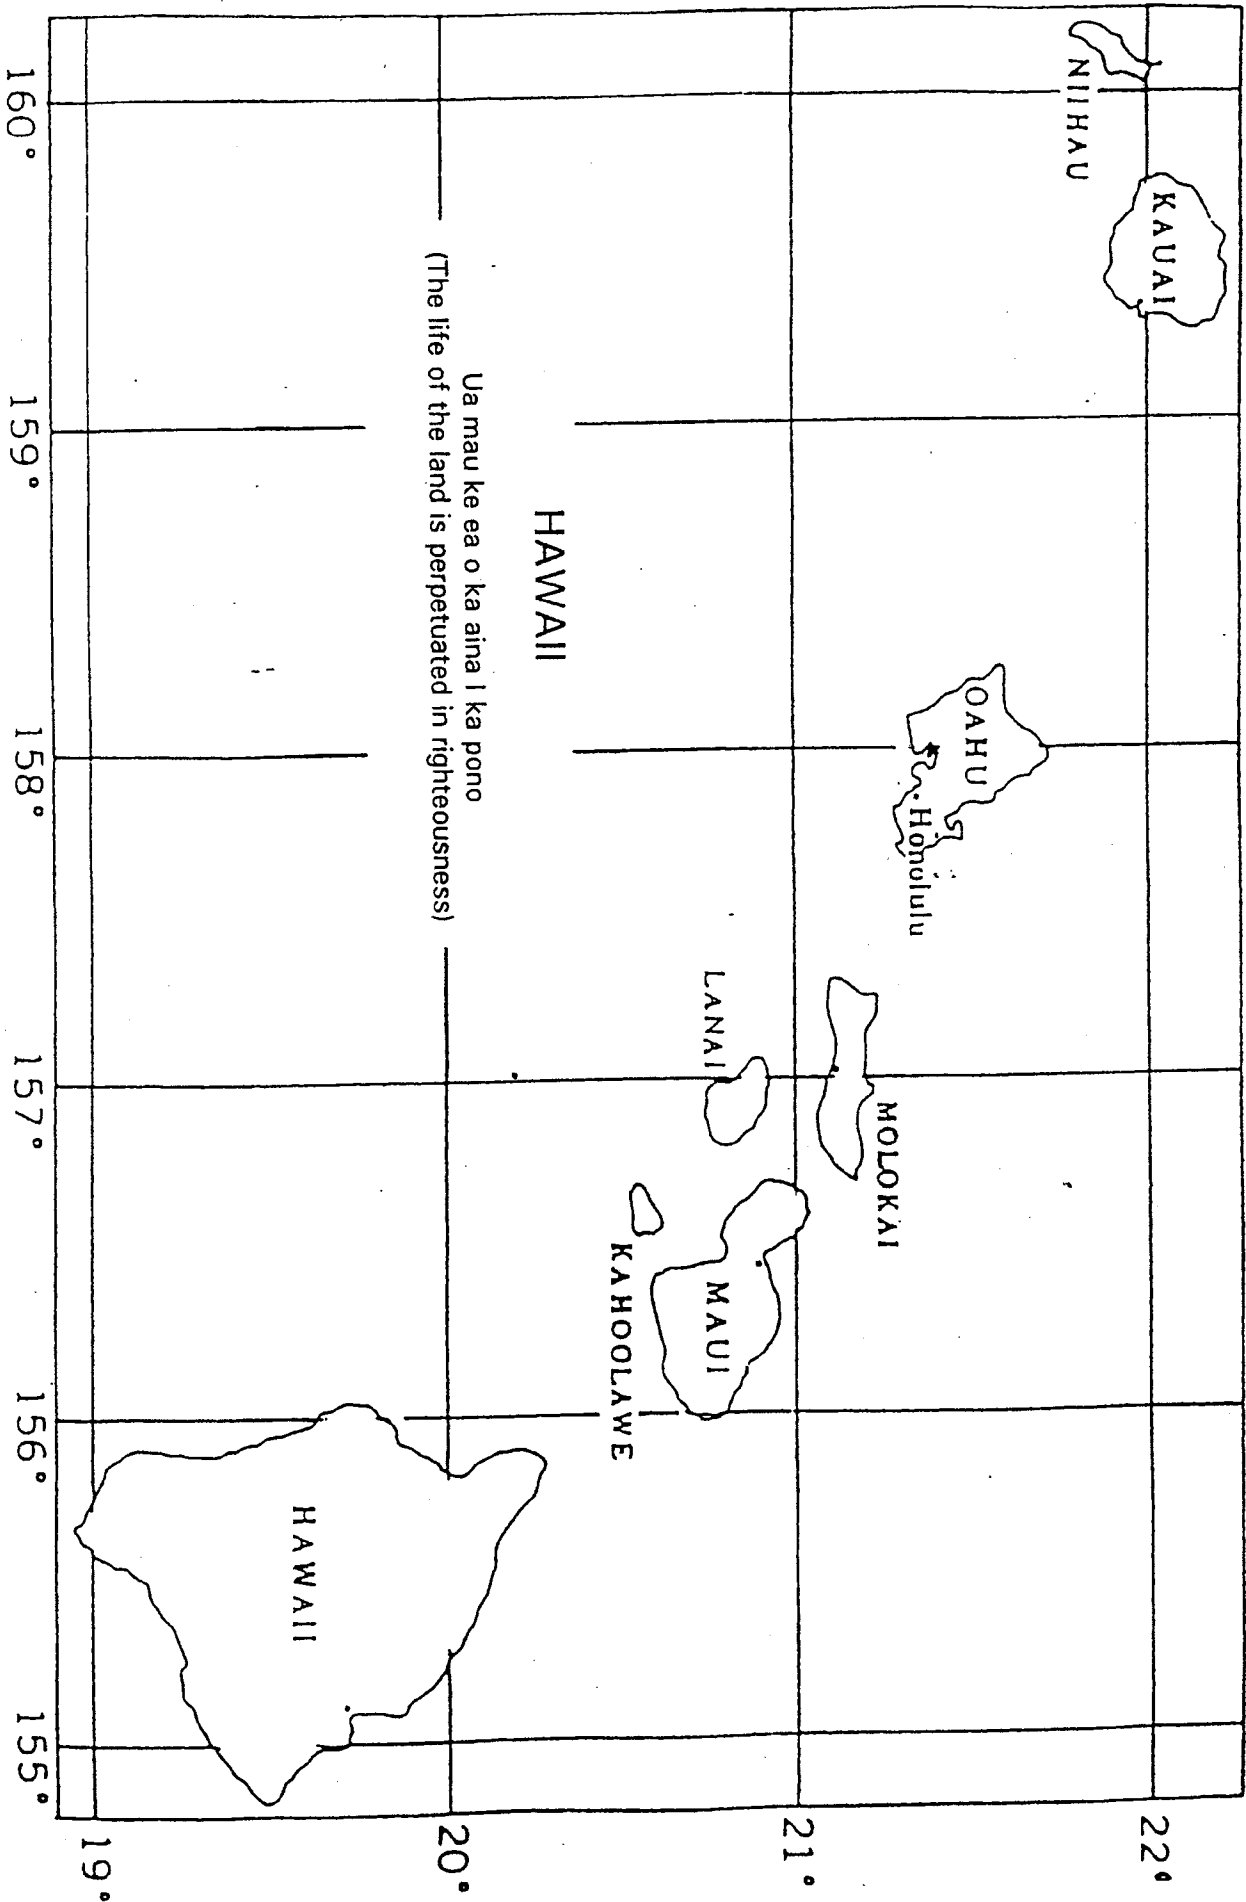 22°
21°
20°
19°
NIIHAU
KAUAI
OAHU
Honolulu
MOLOKAI
LANAI
MAUI
KAHOOLAWE
HAWAII
HAWAII
Ua mau ke ea o ka aina I ka pono
(The life of the land is perpetuated in righteousness)
160°
159°
158°
157°
156°
155°